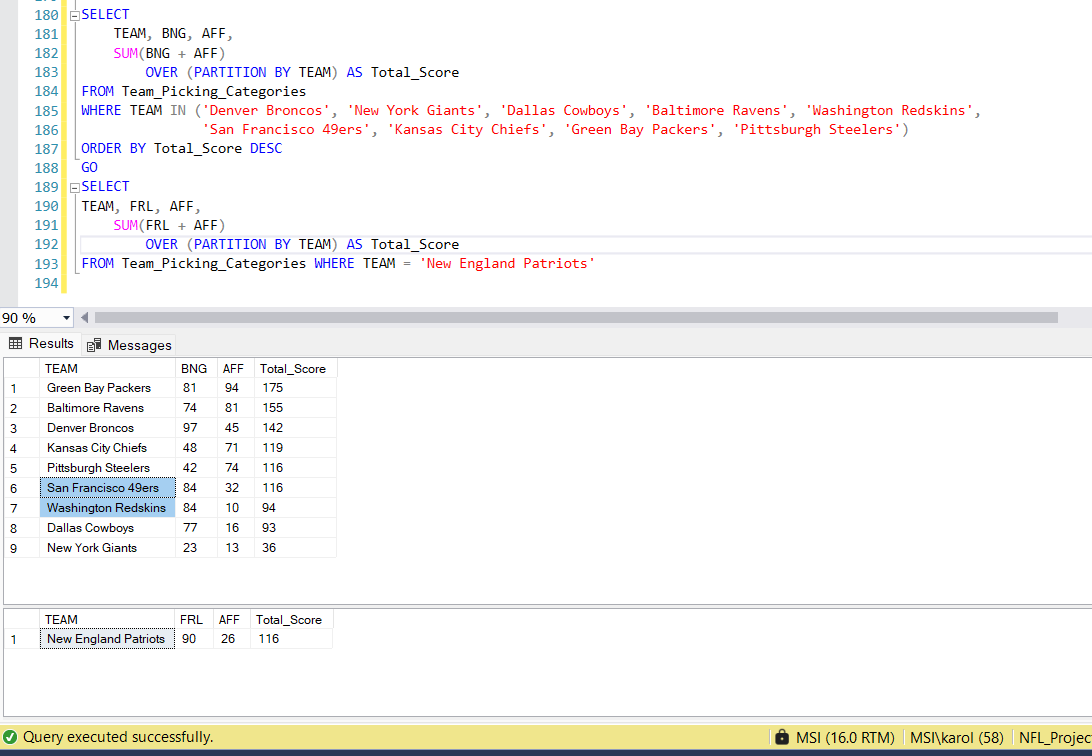 180 SELECT
181 TEAM, BNG, AFF,
182 SUM(BNG + AFF)
183 OVER (PARTITION BY TEAM) AS Total_Score
184 FROM Team_Picking_Categories
185 WHERE TEAM IN ('Denver Broncos', 'New York Giants', 'Dallas Cowboys', 'Baltimore Ravens', 'Washington Redskins',
186 'San Francisco 49ers', 'Kansas City Chiefs', 'Green Bay Packers', 'Pittsburgh Steelers')
187 ORDER BY Total_Score DESC
188 GO
189 SELECT
190 TEAM, FRL, AFF,
191 SUM(FRL + AFF)
192 OVER (PARTITION BY TEAM) AS Total_Score
193 FROM Team_Picking_Categories WHERE TEAM = 'New England Patriots'
194
90 %
Results Messages
TEAM BNG AFF Total_Score
1 Green Bay Packers 81 94 175
2 Baltimore Ravens 74 81 155
3 Denver Broncos 97 45 142
4 Kansas City Chiefs 48 71 119
5 Pittsburgh Steelers 42 74 116
6 San Francisco 49ers 84 32 116
7 Washington Redskins 84 10 94
8 Dallas Cowboys 77 16 93
9 New York Giants 23 13 36
TEAM FRL AFF Total_Score
1 New England Patriots 90 26 116
Query executed successfully. MSI (16.0 RTM) MSI\karol (58) NFL_Projec